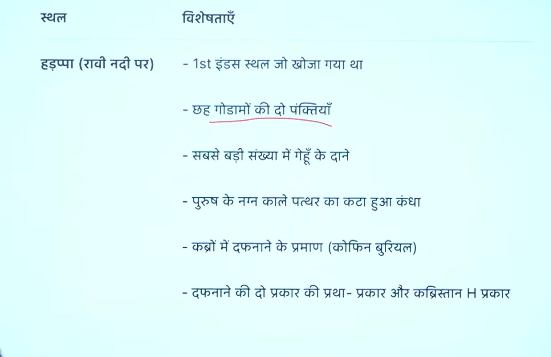 स्थल विशेषताएँ
हड़प्पा (रावी नदी पर) - 1st इंडस स्थल जो खोजा गया था
- छह गोडामों की दो पंक्तियाँ
- सबसे बड़ी संख्या में गेहूँ के दाने
- पुरुष के नग्न काले पत्थर का कटा हुआ कंधा
- कब्रों में दफनाने के प्रमाण (कोफिन बुरियल)
- दफनाने की दो प्रकार की प्रथा- प्रकार और कब्रिस्तान H प्रकार